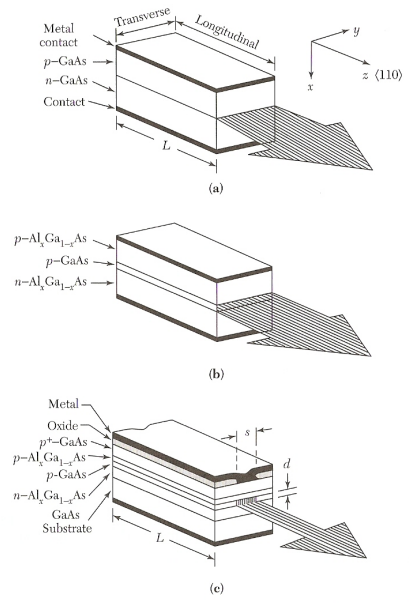 Transverse
Longitudinal
Metal
contact
p–GaAs
n–GaAs
Contact
L
y
z ⟨110⟩
x
(a)
p–AlxGa1–xAs
p–GaAs
n–AlxGa1–xAs
(b)
Metal
Oxide
p+–GaAs
p–AlxGa1–xAs
p-GaAs
n–AlxGa1–xAs
GaAs
Substrate
s
d
L
(c)